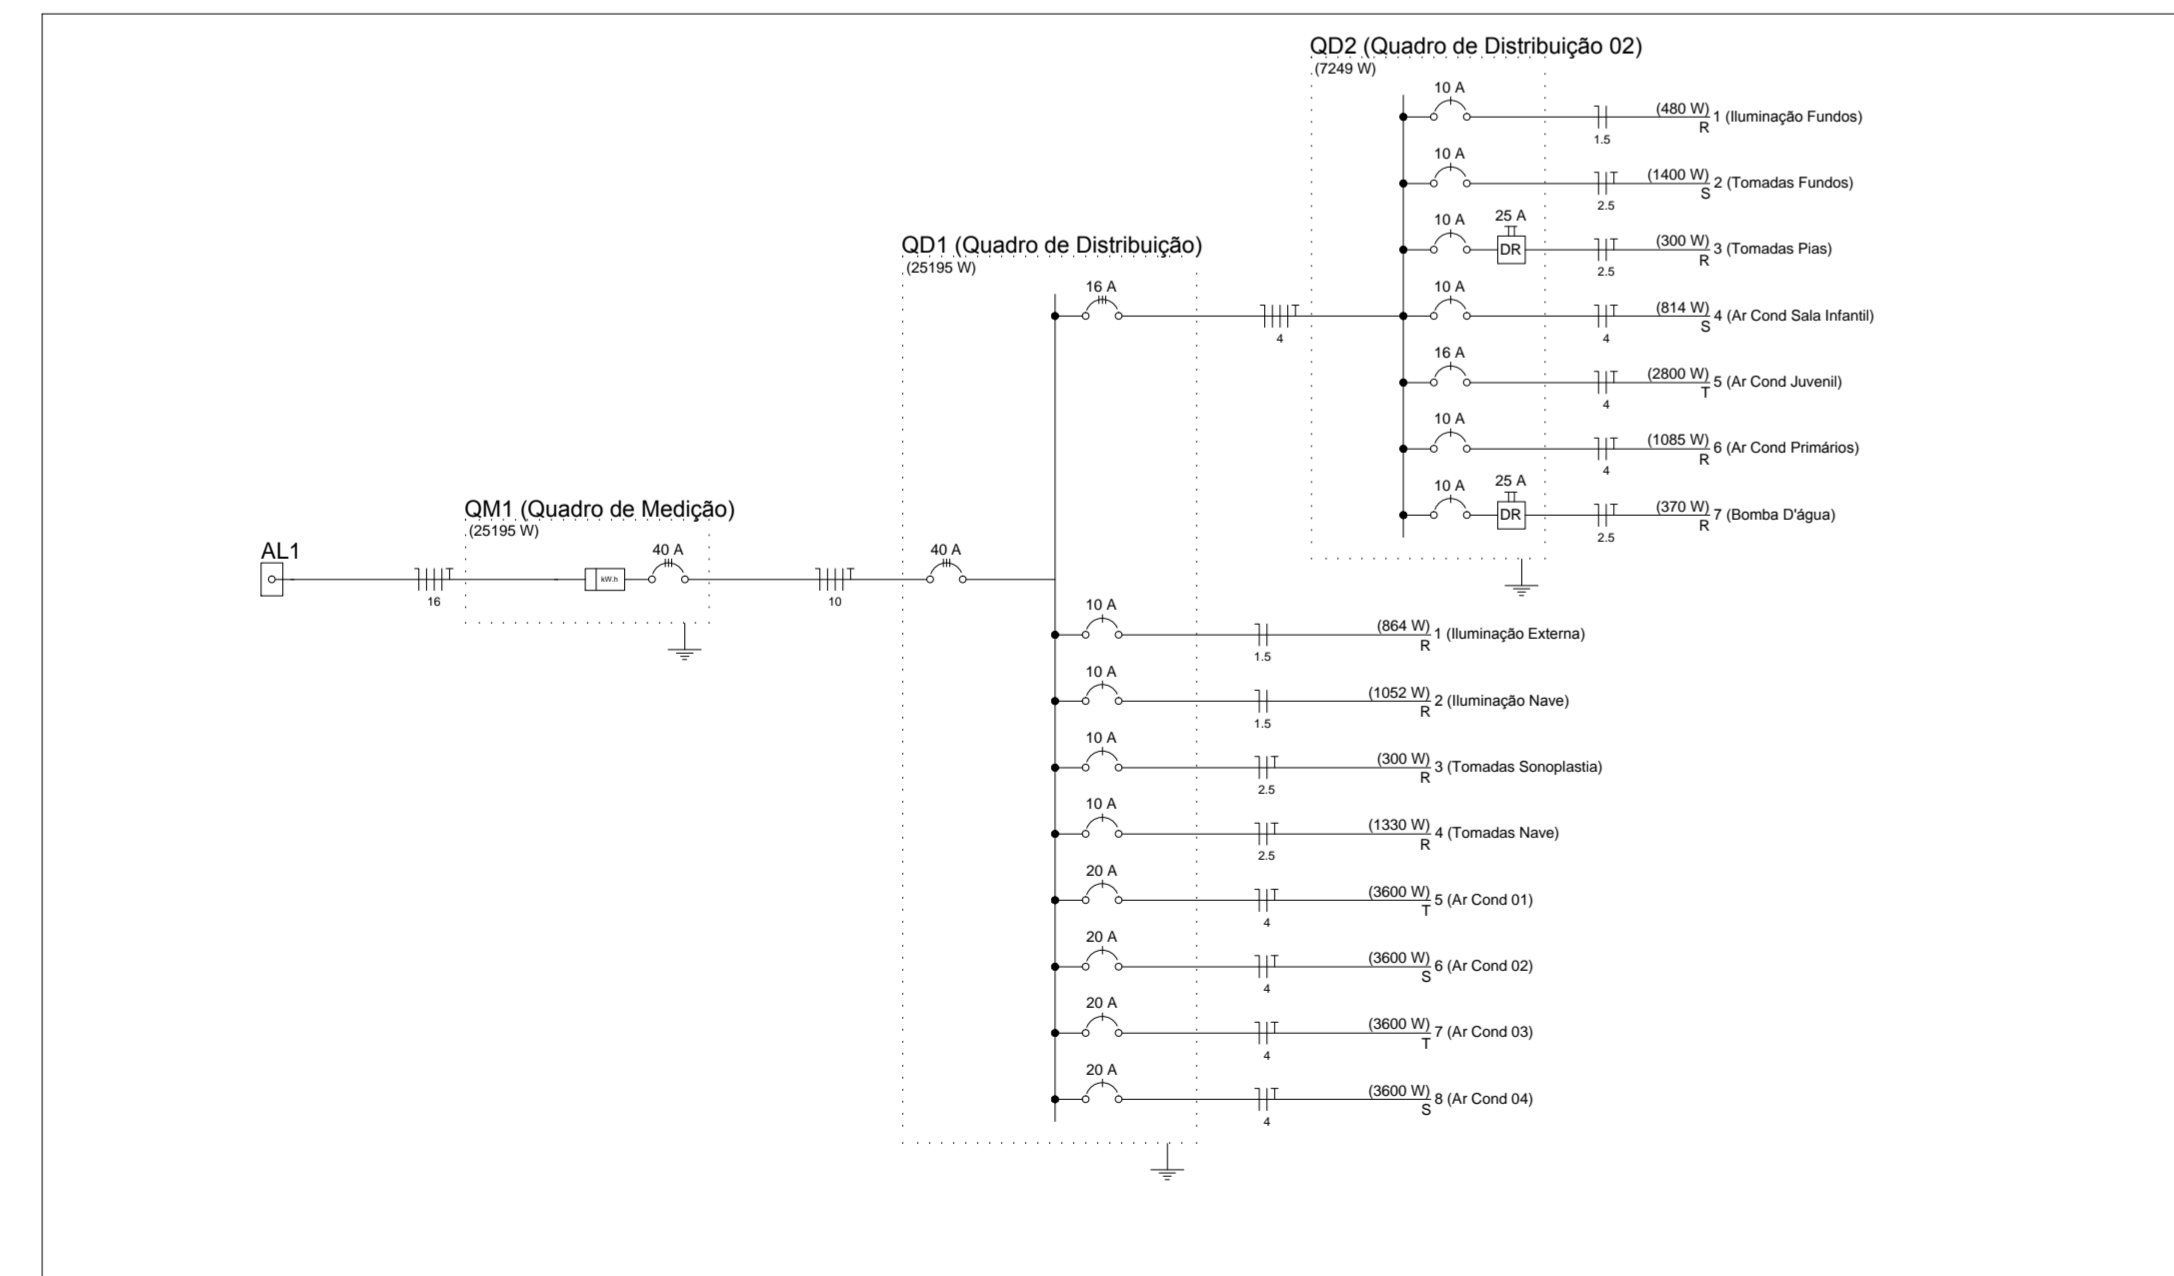 QD2 (Quadro de Distribuição 02)
(7249 W)
10 A
(480 W)
1 (Iluminação Fundos)
R
1.5
10 A
(1400 W)
2 (Tomadas Fundos)
S
2.5
10 A
25 A
DR
(300 W)
3 (Tomadas Pias)
R
2.5
10 A
(814 W)
4 (Ar Cond Sala Infantil)
S
4
16 A
(2800 W)
5 (Ar Cond Juvenil)
T
4
10 A
(1085 W)
6 (Ar Cond Primários)
R
4
10 A
25 A
DR
(370 W)
7 (Bomba D'água)
R
2.5
QD1 (Quadro de Distribuição)
(25195 W)
16 A
T
4
QM1 (Quadro de Medição)
(25195 W)
AL1
T
16
kW.h
40 A
T
10
40 A
10 A
(864 W)
1 (Iluminação Externa)
R
1.5
10 A
(1052 W)
2 (Iluminação Nave)
R
1.5
10 A
(300 W)
3 (Tomadas Sonoplastia)
R
2.5
10 A
(1330 W)
4 (Tomadas Nave)
R
2.5
20 A
(3600 W)
5 (Ar Cond 01)
T
4
20 A
(3600 W)
6 (Ar Cond 02)
S
4
20 A
(3600 W)
7 (Ar Cond 03)
T
4
20 A
(3600 W)
8 (Ar Cond 04)
S
4